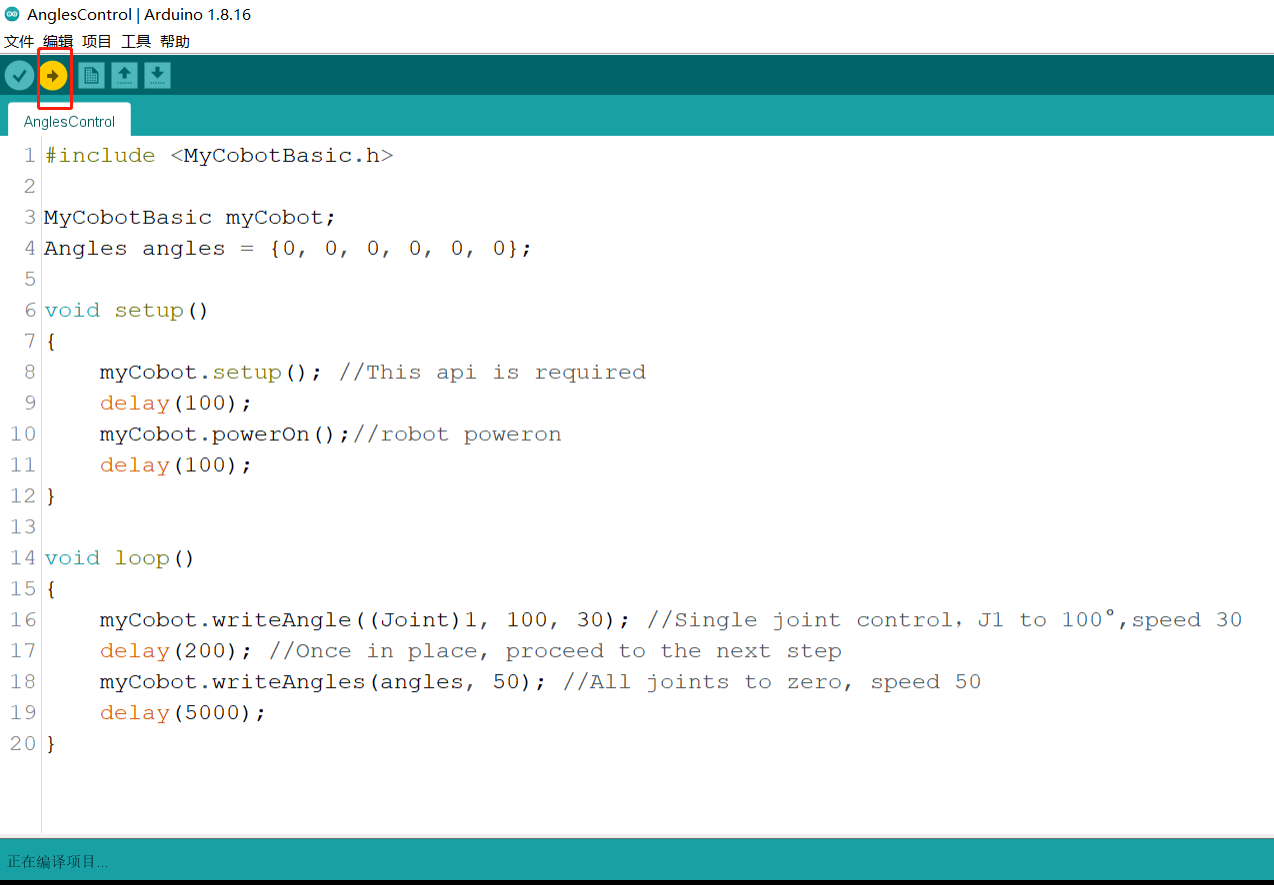 AnglesControl | Arduino 1.8.16
文件 编辑 项目 工具 帮助
AnglesControl
1 #include <MyCobotBasic.h>
2
3 MyCobotBasic myCobot;
4 Angles angles = {0, 0, 0, 0, 0, 0};
5
6 void setup()
7 {
8     myCobot.setup(); //This api is required
9     delay(100);
10     myCobot.powerOn();//robot poweron
11     delay(100);
12 }
13
14 void loop()
15 {
16     myCobot.writeAngle((Joint)1, 100, 30); //Single joint control，J1 to 100°,speed 30
17     delay(200); //Once in place, proceed to the next step
18     myCobot.writeAngles(angles, 50); //All joints to zero, speed 50
19     delay(5000);
20 }
正在编译项目...